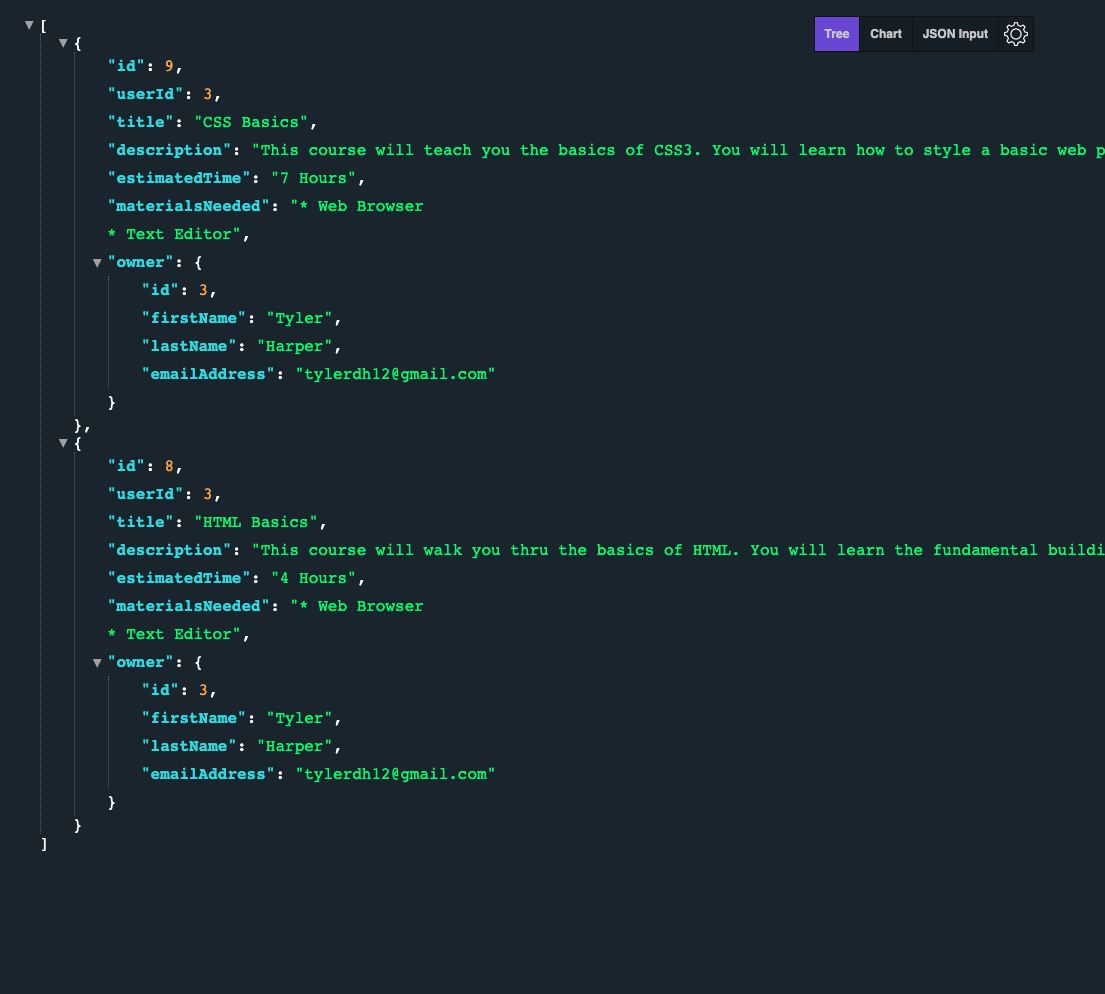 [
Tree Chart JSON Input
{
"id": 9,
"userId": 3,
"title": "CSS Basics",
"description": "This course will teach you the basics of CSS3. You will learn how to style a basic web p
"estimatedTime": "7 Hours",
"materialsNeeded": "* Web Browser
* Text Editor",
"owner": {
"id": 3,
"firstName": "Tyler",
"lastName": "Harper",
"emailAddress": "tylerdh12@gmail.com"
}
},
{
"id": 8,
"userId": 3,
"title": "HTML Basics",
"description": "This course will walk you thru the basics of HTML. You will learn the fundamental buildi
"estimatedTime": "4 Hours",
"materialsNeeded": "* Web Browser
* Text Editor",
"owner": {
"id": 3,
"firstName": "Tyler",
"lastName": "Harper",
"emailAddress": "tylerdh12@gmail.com"
}
}
]